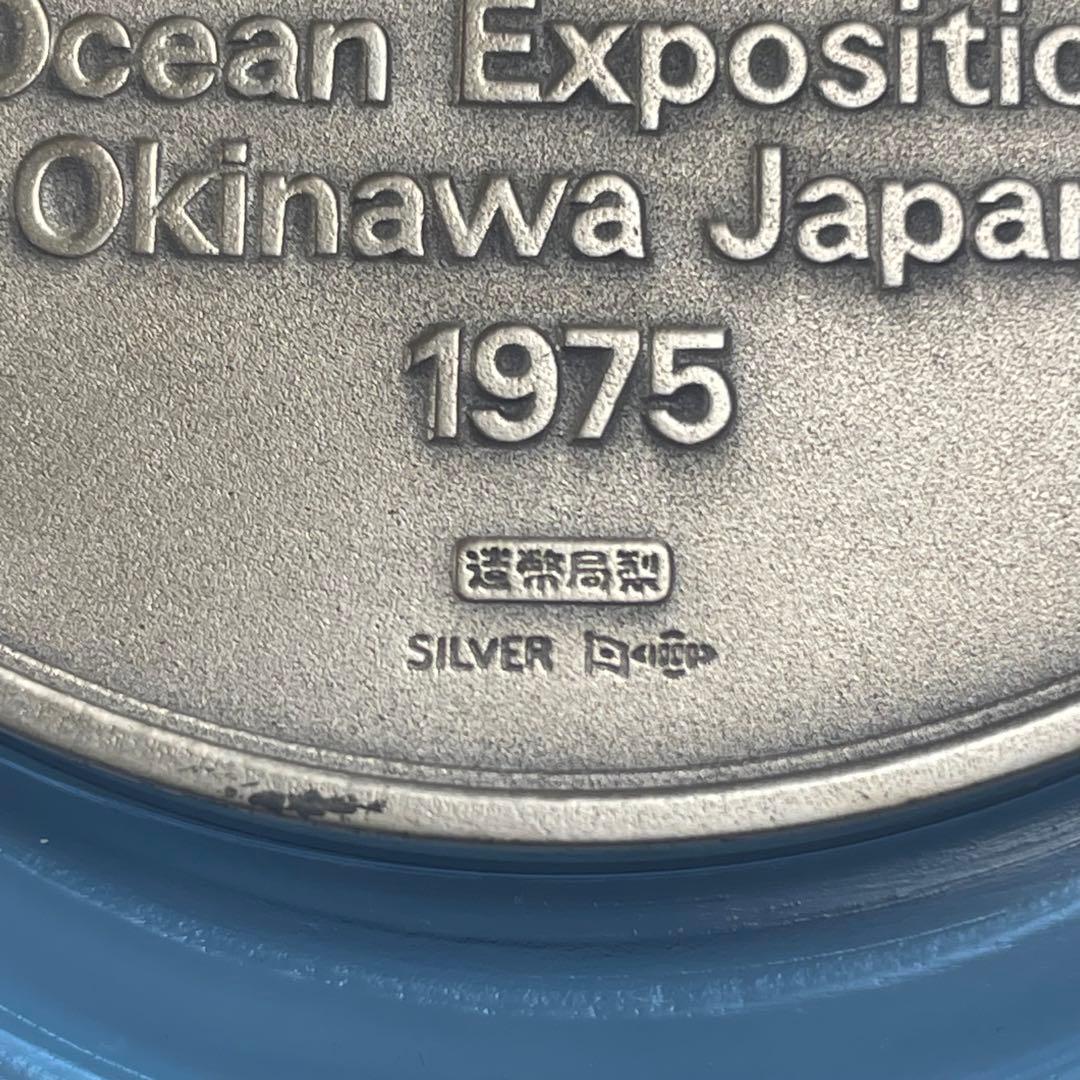 Ocean Expositio
Okinawa Japan
1975
造幣局製
SILVER